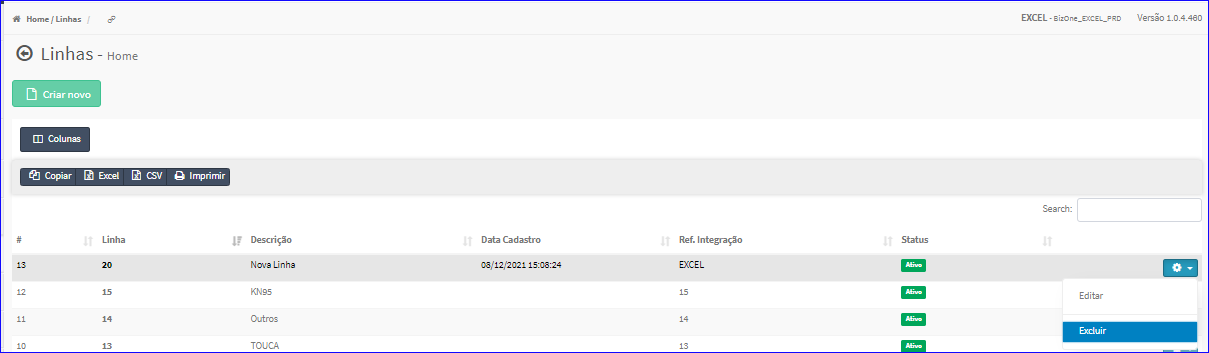 Home / Linhas / EXCEL - BizOne_EXCEL_PRD Versão 1.0.4.460
Linhas - Home
Criar novo
Colunas
Copiar Excel CSV Imprimir
Search:
# Linha Descrição Data Cadastro Ref. Integração Status
13 20 Nova Linha 08/12/2021 15:08:24 EXCEL Ativo
12 15 KN95 15 Ativo
Editar
11 14 Outros 14 Ativo
Excluir
10 13 TOUCA 13 Ativo